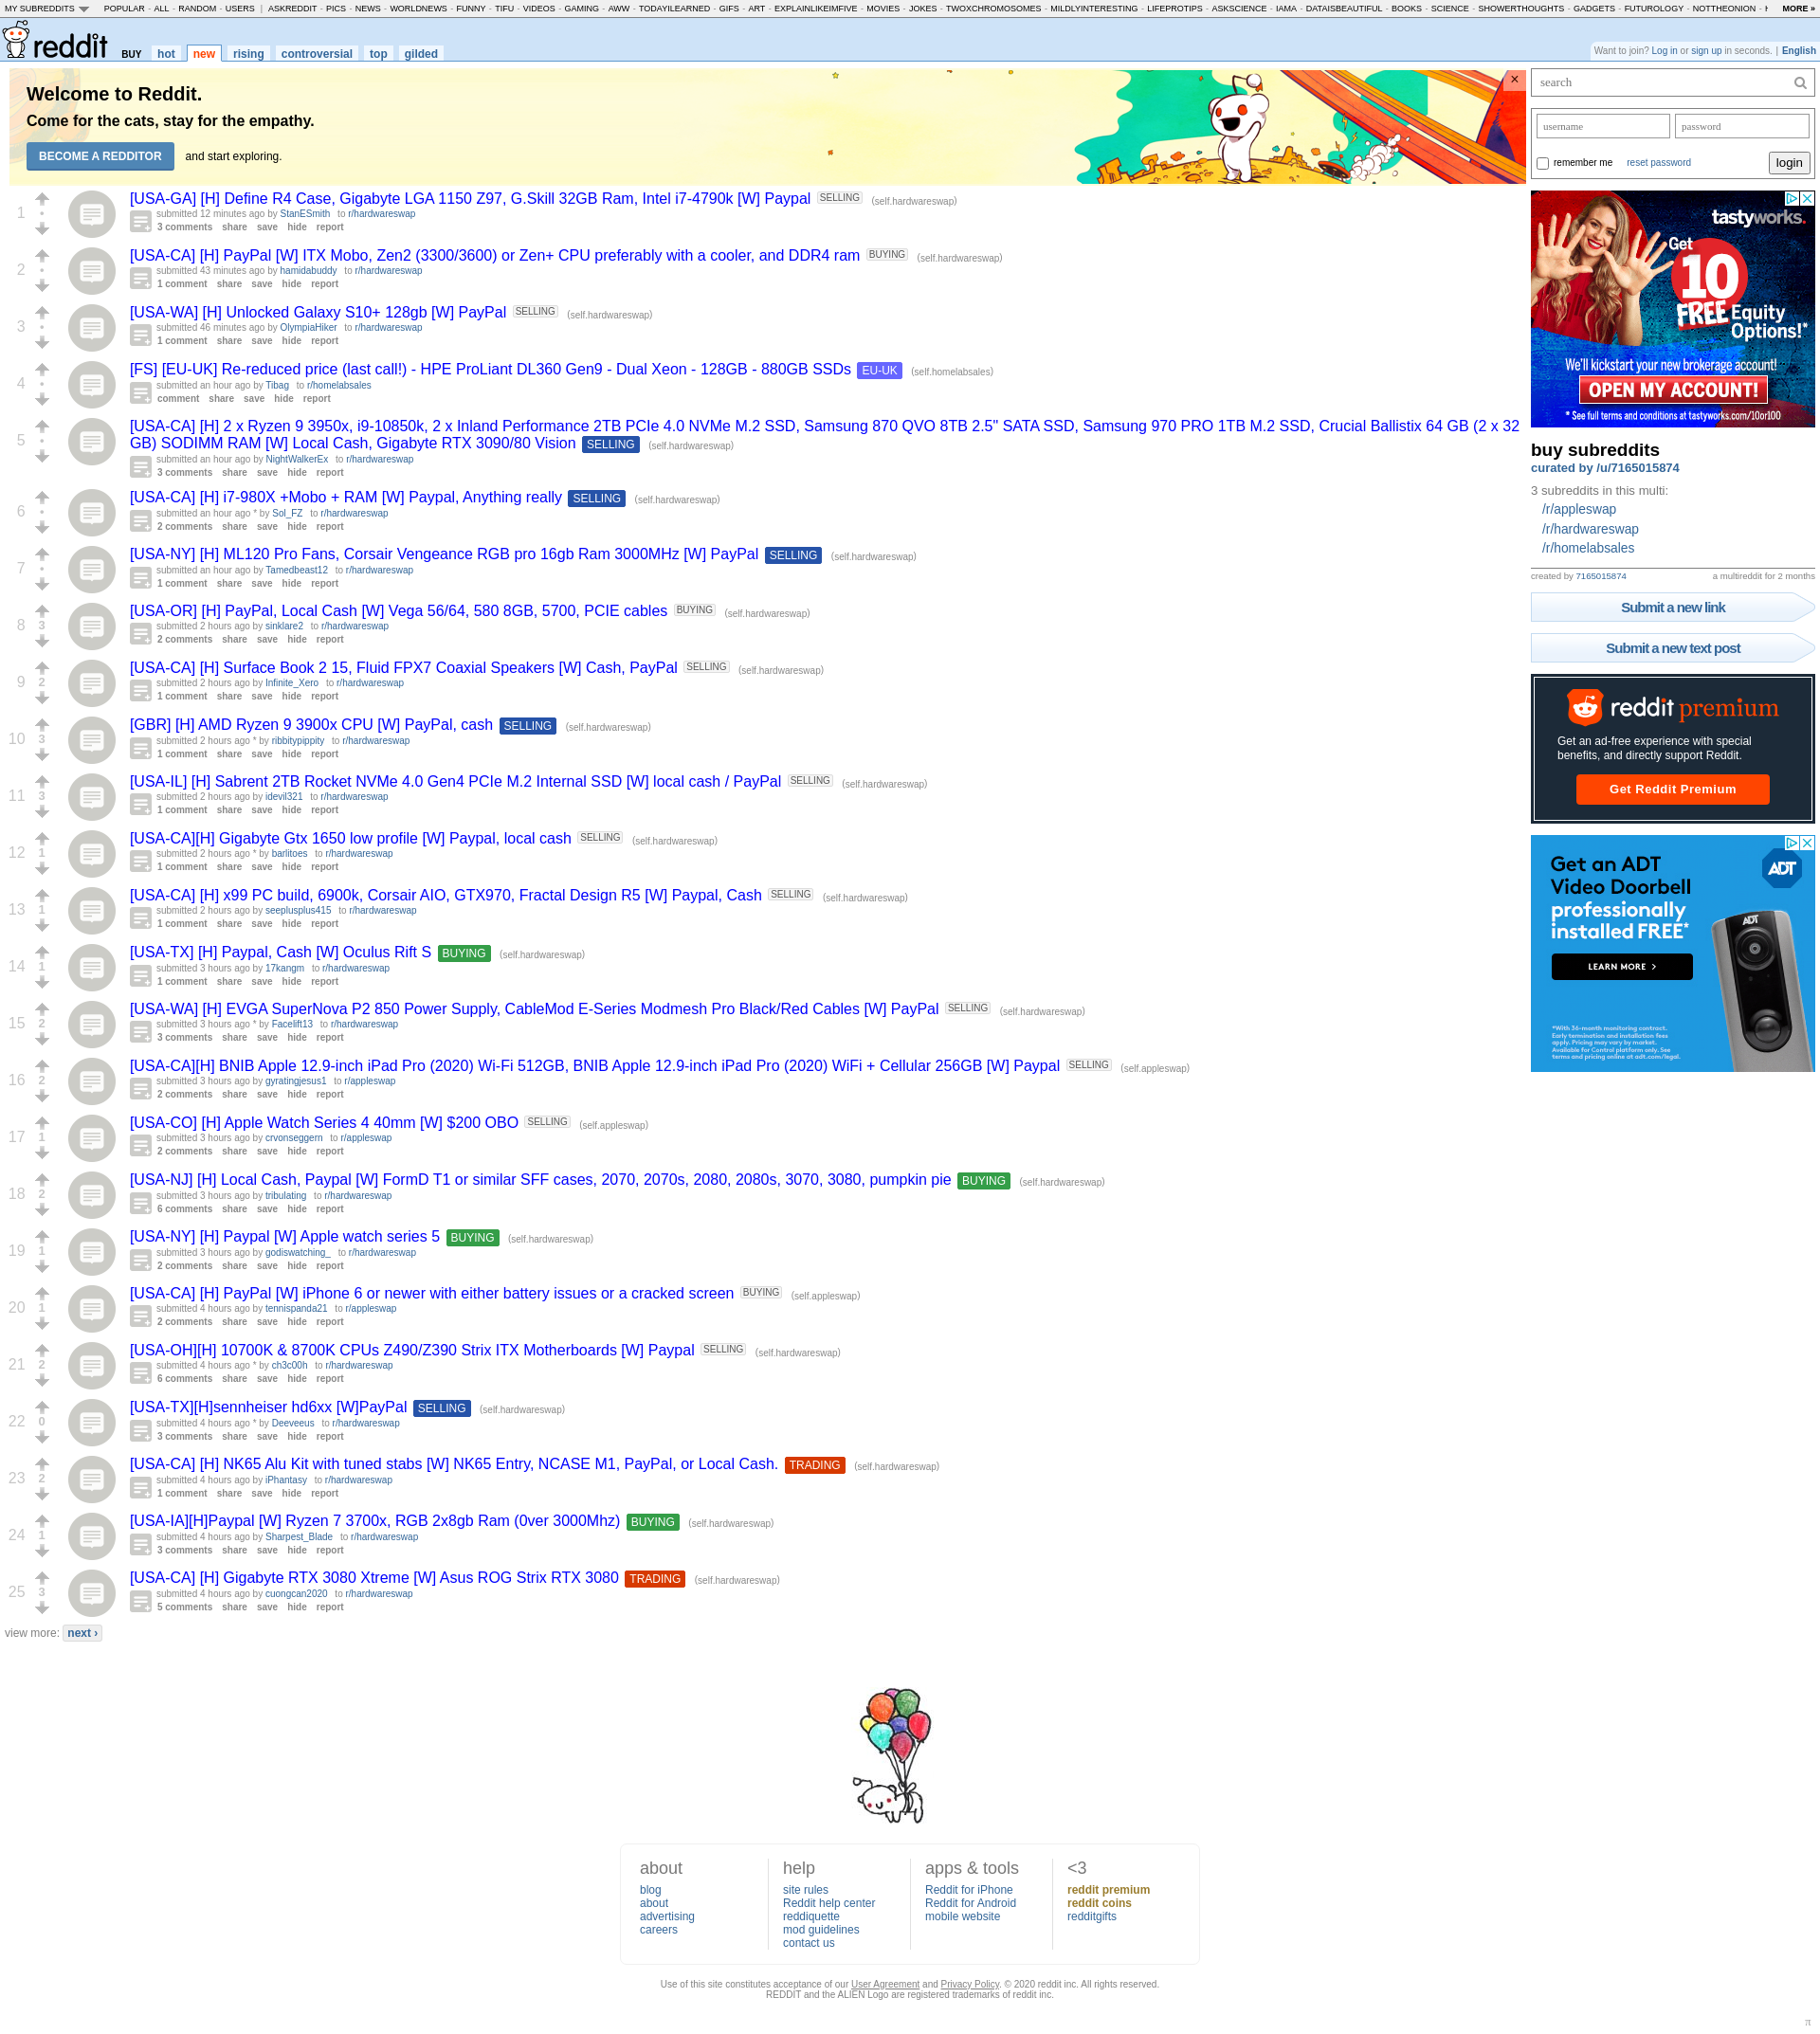 MY SUBREDDITS POPULAR - ALL - RANDOM - USERS | ASKREDDIT - PICS - NEWS - WORLDNEWS - FUNNY - TIFU - VIDEOS - GAMING - AWW - TODAYILEARNED - GIFS - ART - EXPLAINLIKEIMFIVE - MOVIES - JOKES - TWOXCHROMOSOMES - MILDLYINTERESTING - LIFEPROTIPS - ASKSCIENCE - IAMA - DATAISBEAUTIFUL - BOOKS - SCIENCE - SHOWERTHOUGHTS - GADGETS - FUTUROLOGY - NOTTHEONION - MORE »
reddit BUY hot new rising controversial top gilded
Want to join? Log in or sign up in seconds. | English
Welcome to Reddit.
Come for the cats, stay for the empathy.
BECOME A REDDITOR and start exploring.
×
1
[USA-GA] [H] Define R4 Case, Gigabyte LGA 1150 Z97, G.Skill 32GB Ram, Intel i7-4790k [W] Paypal SELLING (self.hardwareswap)
submitted 12 minutes ago by StanESmith to r/hardwareswap
3 comments share save hide report
2
[USA-CA] [H] PayPal [W] ITX Mobo, Zen2 (3300/3600) or Zen+ CPU preferably with a cooler, and DDR4 ram BUYING (self.hardwareswap)
submitted 43 minutes ago by hamidabuddy to r/hardwareswap
1 comment share save hide report
3
[USA-WA] [H] Unlocked Galaxy S10+ 128gb [W] PayPal SELLING (self.hardwareswap)
submitted 46 minutes ago by OlympiaHiker to r/hardwareswap
1 comment share save hide report
4
[FS] [EU-UK] Re-reduced price (last call!) - HPE ProLiant DL360 Gen9 - Dual Xeon - 128GB - 880GB SSDs EU-UK (self.homelabsales)
submitted an hour ago by Tibag to r/homelabsales
comment share save hide report
5
[USA-CA] [H] 2 x Ryzen 9 3950x, i9-10850k, 2 x Inland Performance 2TB PCIe 4.0 NVMe M.2 SSD, Samsung 870 QVO 8TB 2.5" SATA SSD, Samsung 970 PRO 1TB M.2 SSD, Crucial Ballistix 64 GB (2 x 32
GB) SODIMM RAM [W] Local Cash, Gigabyte RTX 3090/80 Vision SELLING (self.hardwareswap)
submitted an hour ago by NightWalkerEx to r/hardwareswap
3 comments share save hide report
6
[USA-CA] [H] i7-980X +Mobo + RAM [W] Paypal, Anything really SELLING (self.hardwareswap)
submitted an hour ago * by Sol_FZ to r/hardwareswap
2 comments share save hide report
7
[USA-NY] [H] ML120 Pro Fans, Corsair Vengeance RGB pro 16gb Ram 3000MHz [W] PayPal SELLING (self.hardwareswap)
submitted an hour ago by Tamedbeast12 to r/hardwareswap
1 comment share save hide report
8 3
[USA-OR] [H] PayPal, Local Cash [W] Vega 56/64, 580 8GB, 5700, PCIE cables BUYING (self.hardwareswap)
submitted 2 hours ago by sinklare2 to r/hardwareswap
2 comments share save hide report
9 2
[USA-CA] [H] Surface Book 2 15, Fluid FPX7 Coaxial Speakers [W] Cash, PayPal SELLING (self.hardwareswap)
submitted 2 hours ago by Infinite_Xero to r/hardwareswap
1 comment share save hide report
10 3
[GBR] [H] AMD Ryzen 9 3900x CPU [W] PayPal, cash SELLING (self.hardwareswap)
submitted 2 hours ago * by ribbitypippity to r/hardwareswap
1 comment share save hide report
11 3
[USA-IL] [H] Sabrent 2TB Rocket NVMe 4.0 Gen4 PCIe M.2 Internal SSD [W] local cash / PayPal SELLING (self.hardwareswap)
submitted 2 hours ago by idevil321 to r/hardwareswap
1 comment share save hide report
12 1
[USA-CA][H] Gigabyte Gtx 1650 low profile [W] Paypal, local cash SELLING (self.hardwareswap)
submitted 2 hours ago * by barlitoes to r/hardwareswap
1 comment share save hide report
13 1
[USA-CA] [H] x99 PC build, 6900k, Corsair AIO, GTX970, Fractal Design R5 [W] Paypal, Cash SELLING (self.hardwareswap)
submitted 2 hours ago by seeplusplus415 to r/hardwareswap
1 comment share save hide report
14 1
[USA-TX] [H] Paypal, Cash [W] Oculus Rift S BUYING (self.hardwareswap)
submitted 3 hours ago by 17kangm to r/hardwareswap
1 comment share save hide report
15 2
[USA-WA] [H] EVGA SuperNova P2 850 Power Supply, CableMod E-Series Modmesh Pro Black/Red Cables [W] PayPal SELLING (self.hardwareswap)
submitted 3 hours ago * by Facelift13 to r/hardwareswap
3 comments share save hide report
16 2
[USA-CA][H] BNIB Apple 12.9-inch iPad Pro (2020) Wi-Fi 512GB, BNIB Apple 12.9-inch iPad Pro (2020) WiFi + Cellular 256GB [W] Paypal SELLING (self.appleswap)
submitted 3 hours ago by gyratingjesus1 to r/appleswap
2 comments share save hide report
17 1
[USA-CO] [H] Apple Watch Series 4 40mm [W] $200 OBO SELLING (self.appleswap)
submitted 3 hours ago by crvonseggern to r/appleswap
2 comments share save hide report
18 2
[USA-NJ] [H] Local Cash, Paypal [W] FormD T1 or similar SFF cases, 2070, 2070s, 2080, 2080s, 3070, 3080, pumpkin pie BUYING (self.hardwareswap)
submitted 3 hours ago by tribulating to r/hardwareswap
6 comments share save hide report
19 1
[USA-NY] [H] Paypal [W] Apple watch series 5 BUYING (self.hardwareswap)
submitted 3 hours ago by godiswatching_ to r/hardwareswap
2 comments share save hide report
20 1
[USA-CA] [H] PayPal [W] iPhone 6 or newer with either battery issues or a cracked screen BUYING (self.appleswap)
submitted 4 hours ago by tennispanda21 to r/appleswap
2 comments share save hide report
21 2
[USA-OH][H] 10700K & 8700K CPUs Z490/Z390 Strix ITX Motherboards [W] Paypal SELLING (self.hardwareswap)
submitted 4 hours ago * by ch3c00h to r/hardwareswap
6 comments share save hide report
22 0
[USA-TX][H]sennheiser hd6xx [W]PayPal SELLING (self.hardwareswap)
submitted 4 hours ago * by Deeveeus to r/hardwareswap
3 comments share save hide report
23 2
[USA-CA] [H] NK65 Alu Kit with tuned stabs [W] NK65 Entry, NCASE M1, PayPal, or Local Cash. TRADING (self.hardwareswap)
submitted 4 hours ago by iPhantasy to r/hardwareswap
1 comment share save hide report
24 1
[USA-IA][H]Paypal [W] Ryzen 7 3700x, RGB 2x8gb Ram (0ver 3000Mhz) BUYING (self.hardwareswap)
submitted 4 hours ago by Sharpest_Blade to r/hardwareswap
3 comments share save hide report
25 3
[USA-CA] [H] Gigabyte RTX 3080 Xtreme [W] Asus ROG Strix RTX 3080 TRADING (self.hardwareswap)
submitted 4 hours ago by cuongcan2020 to r/hardwareswap
5 comments share save hide report
view more: next ›
search
username password
remember me reset password login
tastyworks.
Get
10
FREE Equity
Options!*
We'll kickstart your new brokerage account!
OPEN MY ACCOUNT!
* See full terms and conditions at tastyworks.com/10or100
buy subreddits
curated by /u/7165015874
3 subreddits in this multi:
/r/appleswap
/r/hardwareswap
/r/homelabsales
created by 7165015874 a multireddit for 2 months
Submit a new link
Submit a new text post
reddit premium
Get an ad-free experience with special
benefits, and directly support Reddit.
Get Reddit Premium
Get an ADT
Video Doorbell
professionally
installed FREE*
ADT
ADT
LEARN MORE >
*With 36-month monitoring contract.
Early termination and installation fees
apply. Pricing may vary by market.
Available for Control platform only. See
terms and pricing online at adt.com/legal.
about
blog
about
advertising
careers
help
site rules
Reddit help center
reddiquette
mod guidelines
contact us
apps & tools
Reddit for iPhone
Reddit for Android
mobile website
<3
reddit premium
reddit coins
redditgifts
Use of this site constitutes acceptance of our User Agreement and Privacy Policy. © 2020 reddit inc. All rights reserved.
REDDIT and the ALIEN Logo are registered trademarks of reddit inc.
π